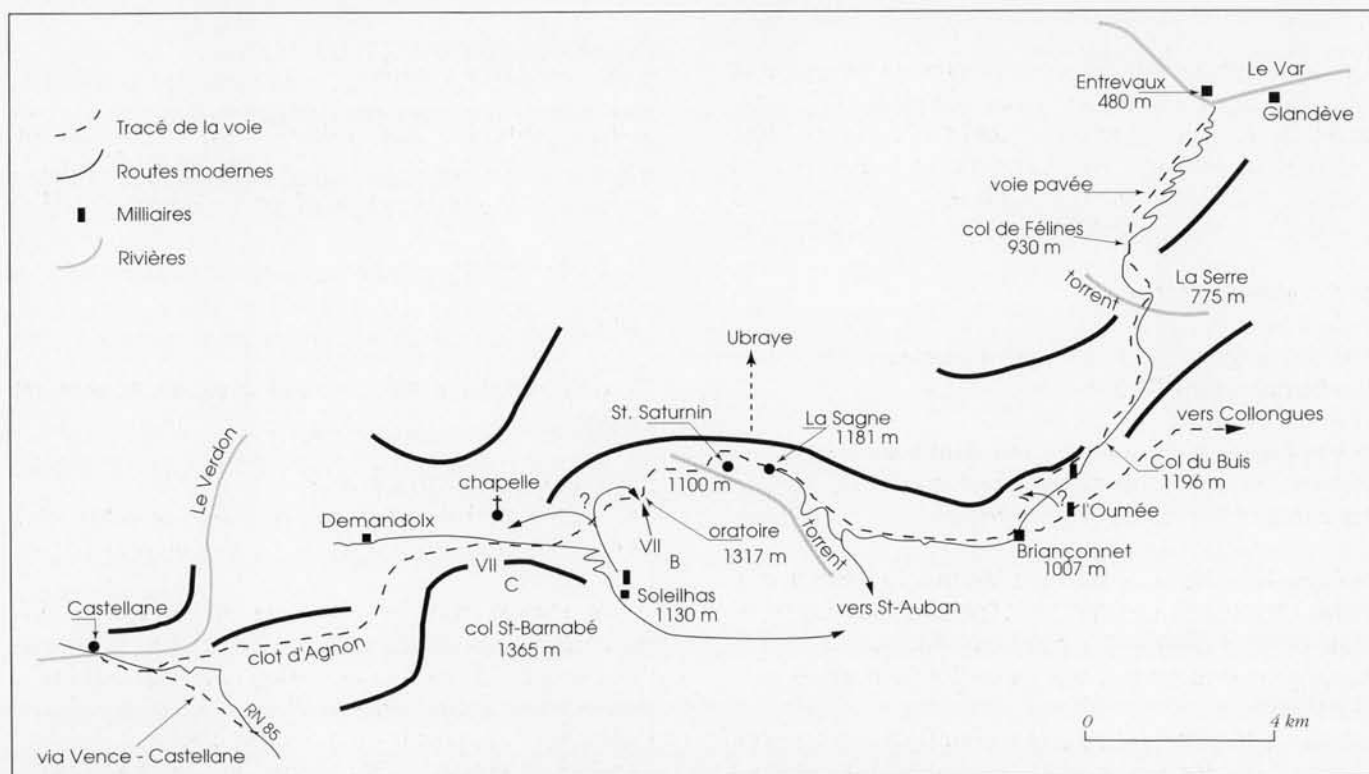 Tracé de la voie
Routes modernes
Milliaires
Rivières
Entrevaux
480 m
Le Var
Glandève
voie pavée
col de Félines
930 m
torrent
La Serre
775 m
Ubraye
St. Saturnin
1100 m
La Sagne
1181 m
vers Collongues
Col du Buis
1196 m
?
l'Oumée
Briançonnet
1007 m
Le Verdon
chapelle
?
Demandolx
VII
B
oratoire
1317 m
torrent
VII
C
Soleilhas
1130 m
vers St-Auban
Castellane
clot d'Agnon
col St-Barnabé
1365 m
RN 85
via Vence - Castellane
0 4 km